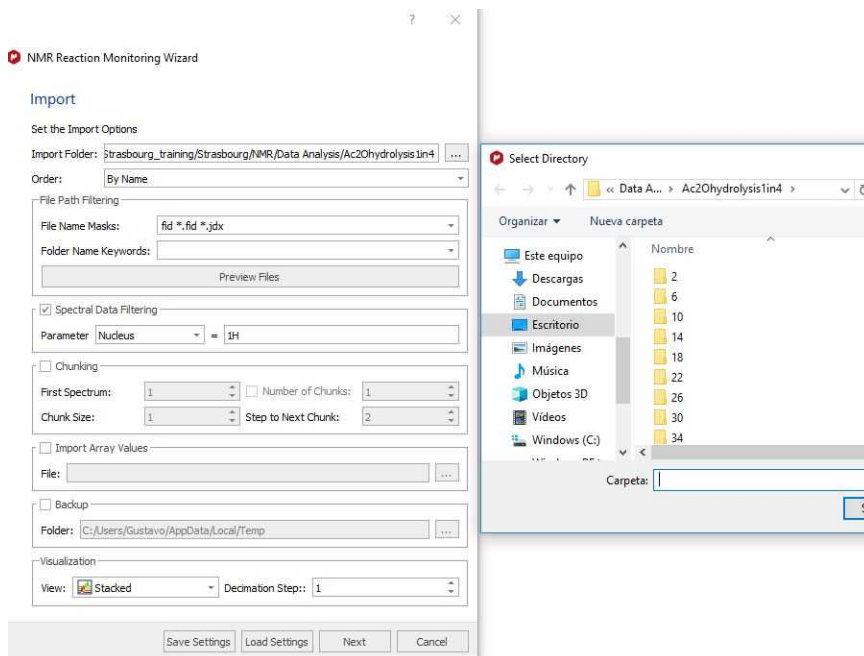 NMR Reaction Monitoring Wizard
Import
Set the Import Options
Import Folder: Strasbourg_training/Strasbourg/NMR/Data Analysis/Ac2Ohydrolysis1in4 ...
Order: By Name
File Path Filtering
File Name Masks: fid *.fid *.jdx
Folder Name Keywords:
Preview Files
Spectral Data Filtering
Parameter Nucleus = 1H
Chunking
First Spectrum: 1 Number of Chunks: 1
Chunk Size: 1 Step to Next Chunk: 2
Import Array Values
File: ...
Backup
Folder: C:/Users/Gustavo/AppData/Local/Temp ...
Visualization
View: Stacked Decimation Step:: 1
Save Settings Load Settings Next Cancel
Select Directory
« Data A... › Ac2Ohydrolysis1in4 ›
Organizar Nueva carpeta
Este equipo
Descargas
Documentos
Escritorio
Imágenes
Música
Objetos 3D
Vídeos
Windows (C:)
Nombre
2
6
10
14
18
22
26
30
34
Carpeta: